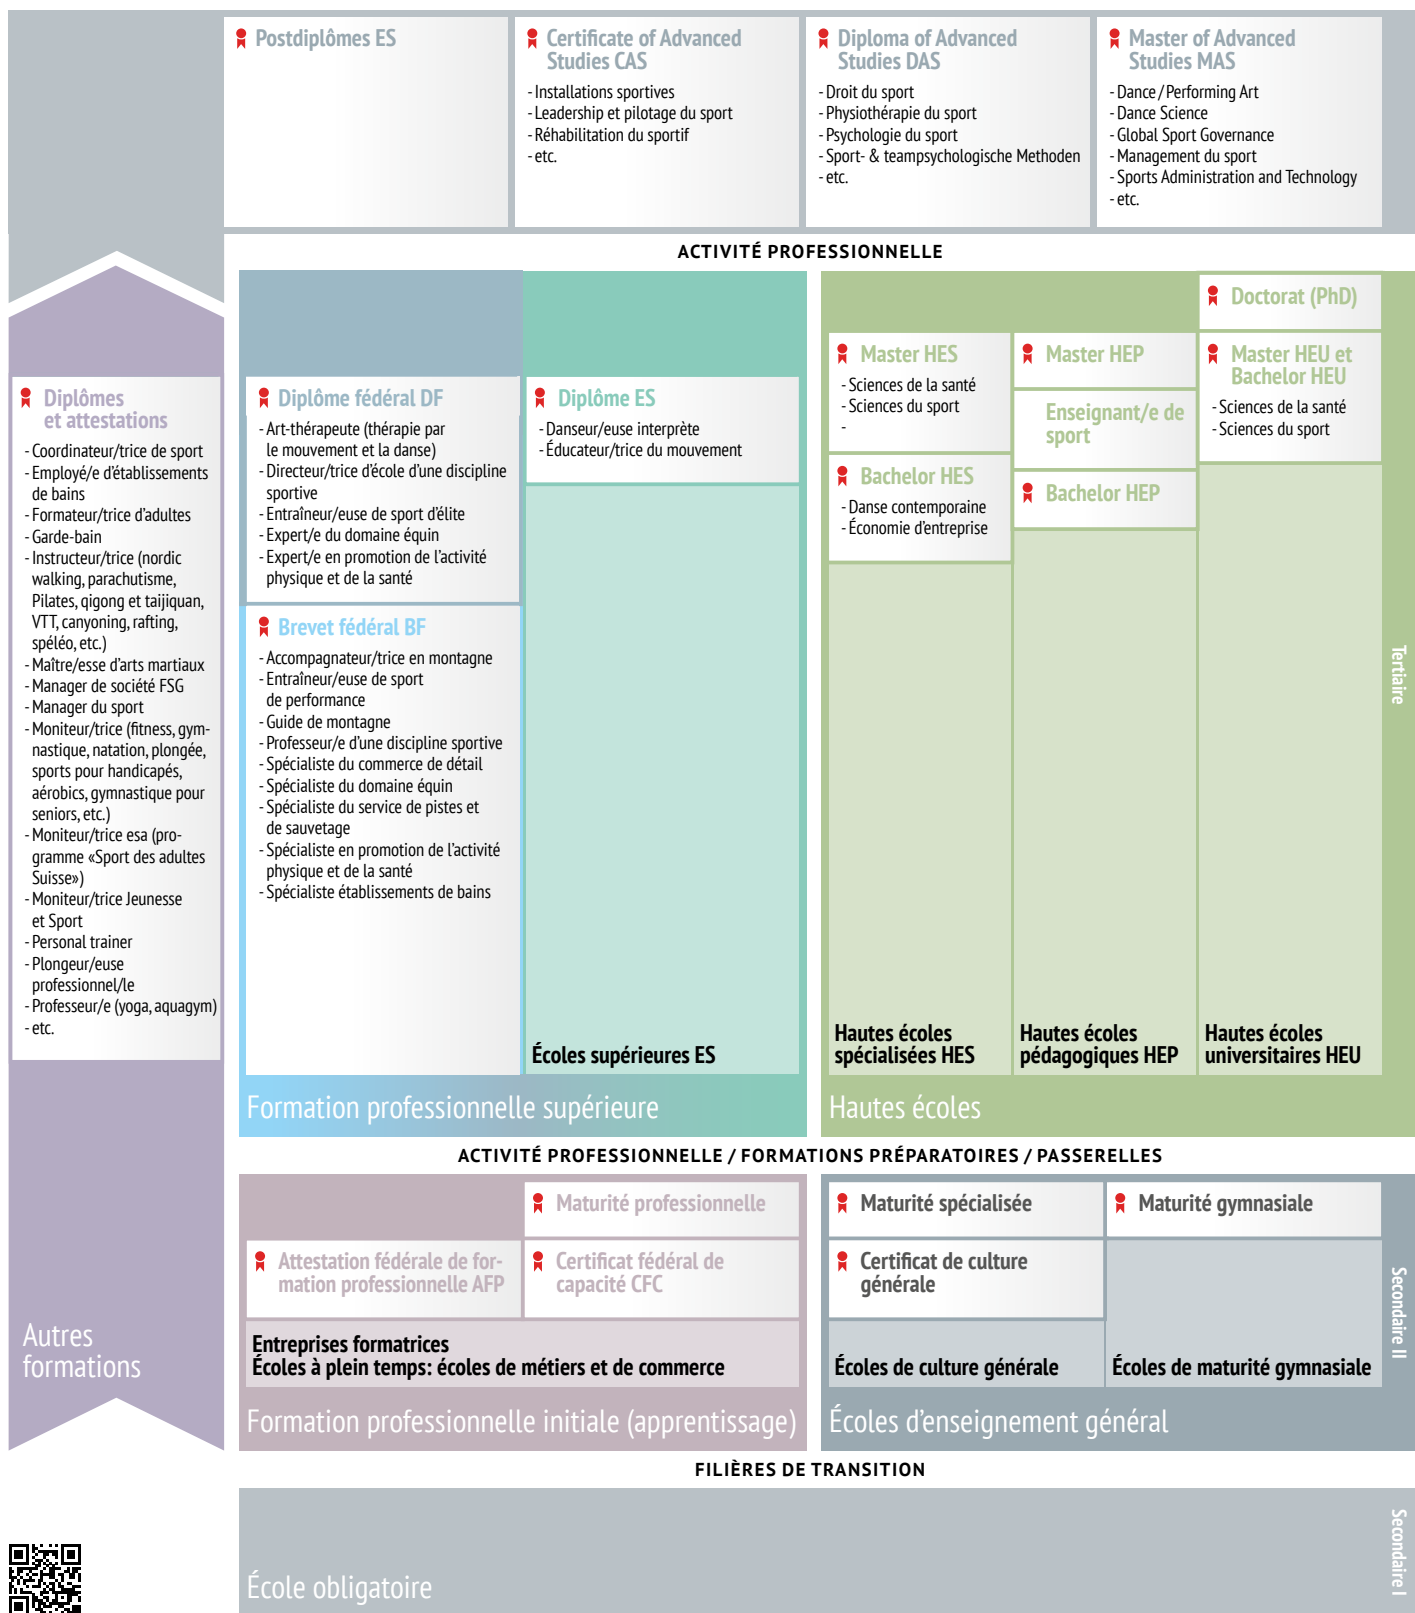 Postdiplômes ES
Certificate of Advanced
Studies CAS
- Installations sportives
- Leadership et pilotage du sport
- Réhabilitation du sportif
- etc.
Diploma of Advanced
Studies DAS
- Droit du sport
- Physiothérapie du sport
- Psychologie du sport
- Sport- & teampsychologische Methoden
- etc.
Master of Advanced
Studies MAS
- Dance / Performing Art
- Dance Science
- Global Sport Governance
- Management du sport
- Sports Administration and Technology
- etc.
ACTIVITÉ PROFESSIONNELLE
Diplômes
et attestations
- Coordinateur/trice de sport
- Employé/e d'établissements
de bains
- Formateur/trice d'adultes
- Garde-bain
- Instructeur/trice (nordic
walking, parachutisme,
Pilates, qigong et taijiquan,
VTT, canyoning, rafting,
spéléo, etc.)
- Maître/esse d'arts martiaux
- Manager de société FSG
- Manager du sport
- Moniteur/trice (fitness, gym-
nastique, natation, plongée,
sports pour handicapés,
aérobics, gymnastique pour
seniors, etc.)
- Moniteur/trice esa (pro-
gramme «Sport des adultes
Suisse»)
- Moniteur/trice Jeunesse
et Sport
- Personal trainer
- Plongeur/euse
professionnel/le
- Professeur/e (yoga, aquagym)
- etc.
Autres
formations
Diplôme fédéral DF
- Art-thérapeute (thérapie par
le mouvement et la danse)
- Directeur/trice d'école d'une discipline
sportive
- Entraîneur/euse de sport d'élite
- Expert/e du domaine équin
- Expert/e en promotion de l'activité
physique et de la santé
Brevet fédéral BF
- Accompagnateur/trice en montagne
- Entraîneur/euse de sport
de performance
- Guide de montagne
- Professeur/e d'une discipline sportive
- Spécialiste du commerce de détail
- Spécialiste du domaine équin
- Spécialiste du service de pistes et
de sauvetage
- Spécialiste en promotion de l'activité
physique et de la santé
- Spécialiste établissements de bains
Diplôme ES
- Danseur/euse interprète
- Éducateur/trice du mouvement
Écoles supérieures ES
Formation professionnelle supérieure
Master HES
- Sciences de la santé
- Sciences du sport
-
Bachelor HES
- Danse contemporaine
- Économie d'entreprise
Hautes écoles
spécialisées HES
Master HEP
Enseignant/e de
sport
Bachelor HEP
Hautes écoles
pédagogiques HEP
Doctorat (PhD)
Master HEU et
Bachelor HEU
- Sciences de la santé
- Sciences du sport
Hautes écoles
universitaires HEU
Hautes écoles
Tertiaire
ACTIVITÉ PROFESSIONNELLE / FORMATIONS PRÉPARATOIRES / PASSERELLES
Maturité professionnelle
Attestation fédérale de for-
mation professionnelle AFP
Certificat fédéral de
capacité CFC
Entreprises formatrices
Écoles à plein temps: écoles de métiers et de commerce
Formation professionnelle initiale (apprentissage)
Maturité spécialisée
Certificat de culture
générale
Écoles de culture générale
Maturité gymnasiale
Écoles de maturité gymnasiale
Écoles d'enseignement général
Secondaire II
FILIÈRES DE TRANSITION
École obligatoire
Secondaire I